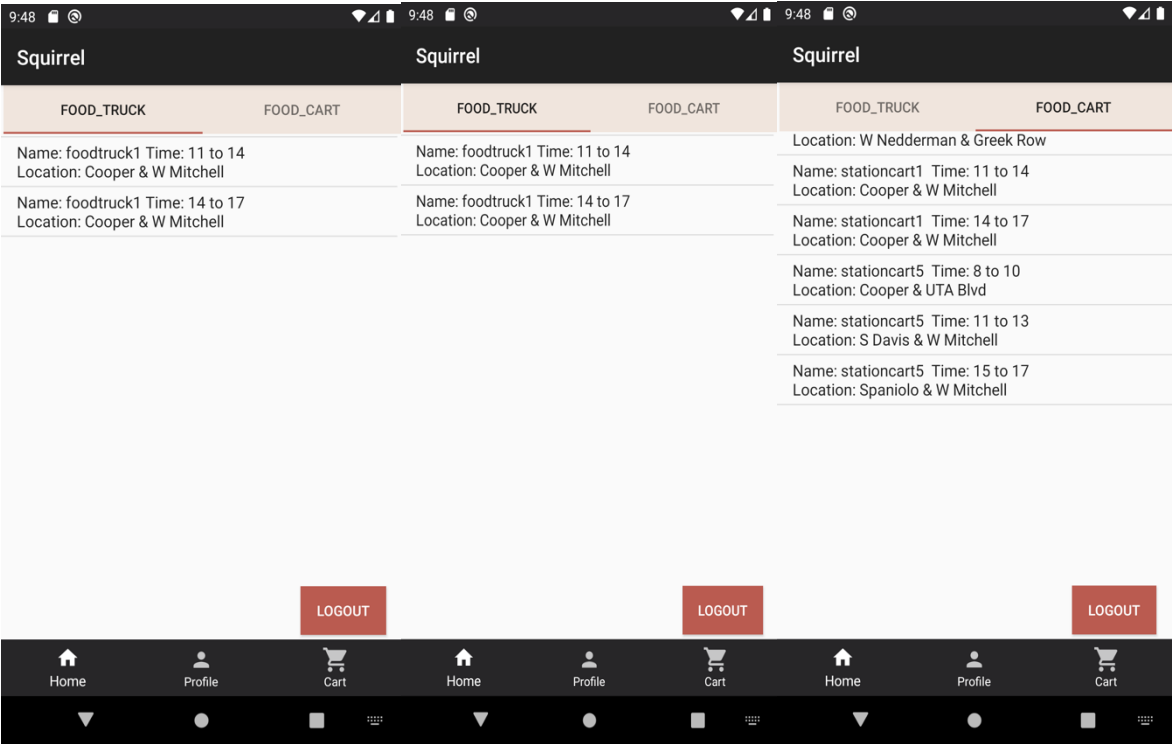 9:48
Squirrel
FOOD_TRUCK FOOD_CART
Name: foodtruck1 Time: 11 to 14
Location: Cooper & W Mitchell
Name: foodtruck1 Time: 14 to 17
Location: Cooper & W Mitchell
LOGOUT
Home Profile Cart
9:48
Squirrel
FOOD_TRUCK FOOD_CART
Name: foodtruck1 Time: 11 to 14
Location: Cooper & W Mitchell
Name: foodtruck1 Time: 14 to 17
Location: Cooper & W Mitchell
LOGOUT
Home Profile Cart
9:48
Squirrel
FOOD_TRUCK FOOD_CART
Location: W Nedderman & Greek Row
Name: stationcart1 Time: 11 to 14
Location: Cooper & W Mitchell
Name: stationcart1 Time: 14 to 17
Location: Cooper & W Mitchell
Name: stationcart5 Time: 8 to 10
Location: Cooper & UTA Blvd
Name: stationcart5 Time: 11 to 13
Location: S Davis & W Mitchell
Name: stationcart5 Time: 15 to 17
Location: Spaniolo & W Mitchell
LOGOUT
Home Profile Cart